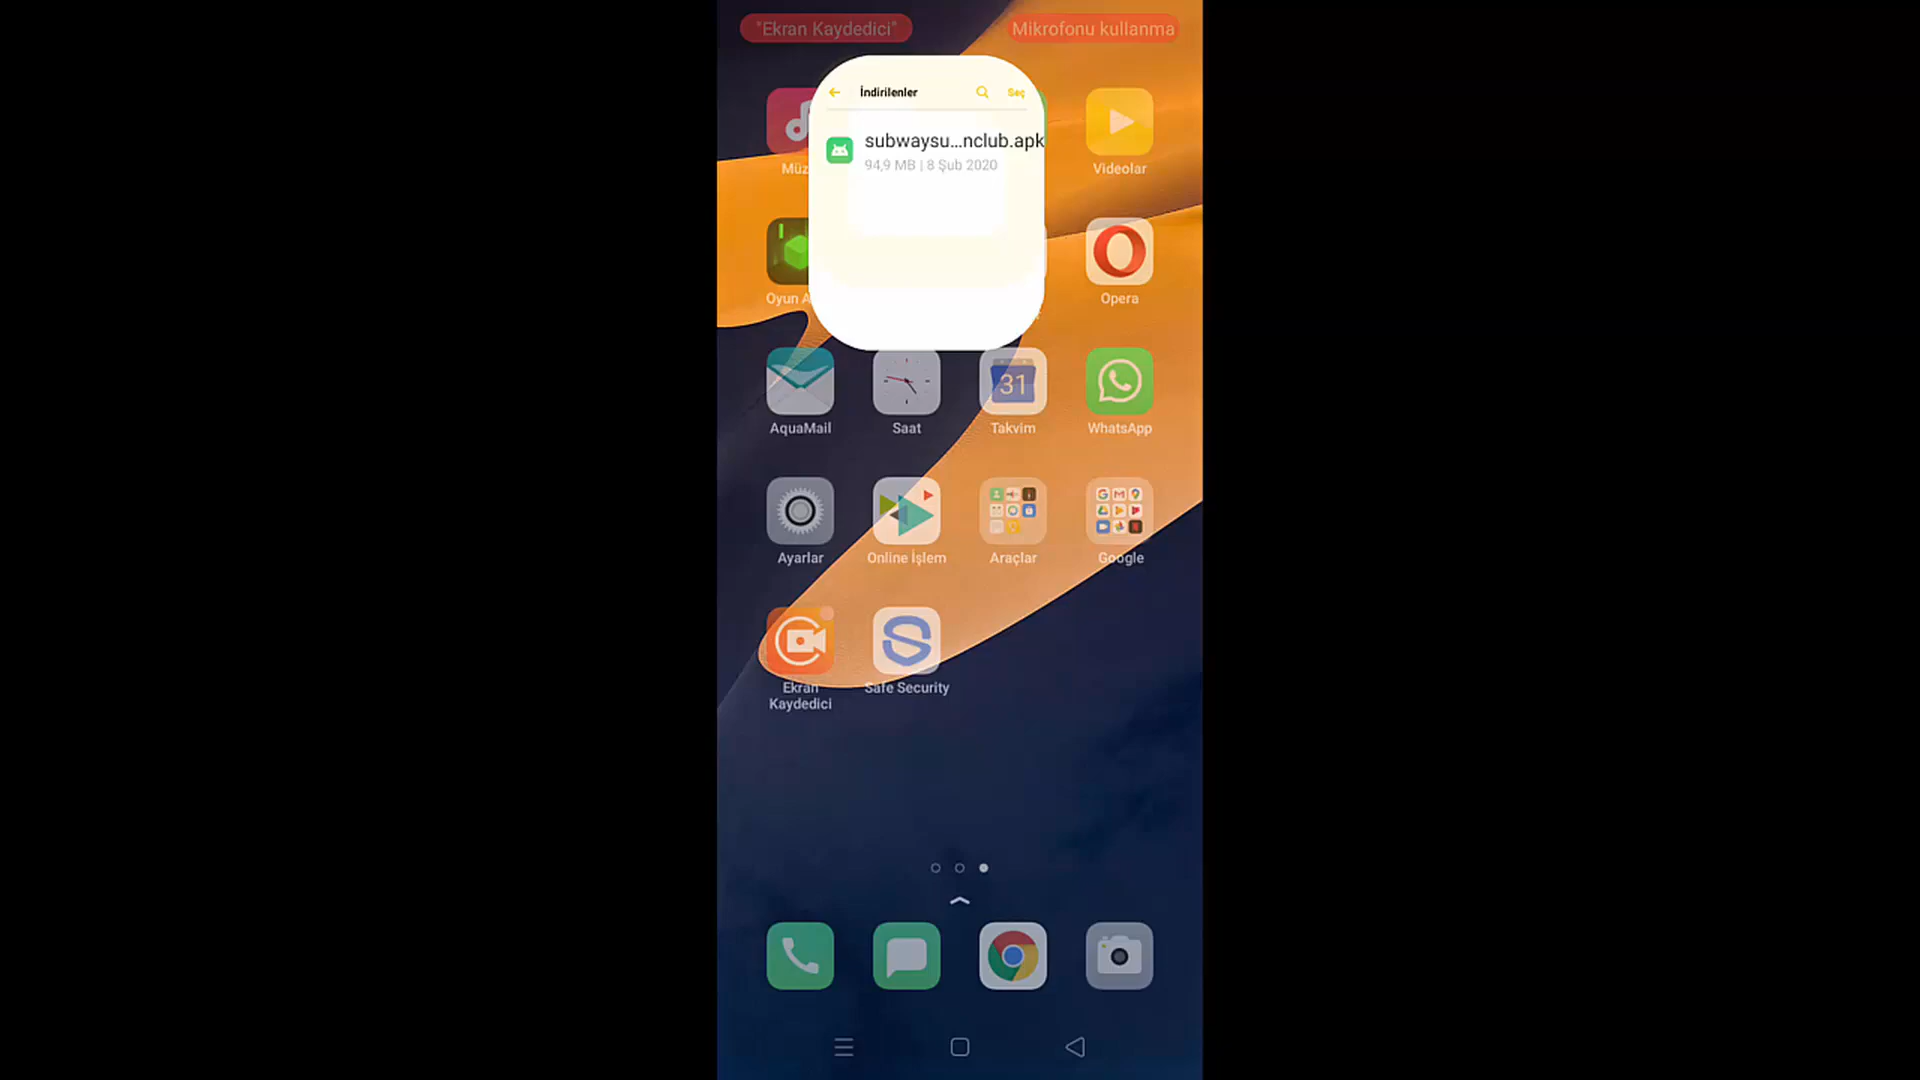 "Ekran Kaydedici"
Mikrofonu kullanma
İndirilenler
Seç
subwaysu...nclub.apk
94,9 MB | 8 Şub 2020
Müz
Videolar
Oyun A
Opera
AquaMail
Saat
Takvim
31
WhatsApp
Ayarlar
Online İşlem
Araçlar
Google
Ekran
Kaydedici
Safe Security